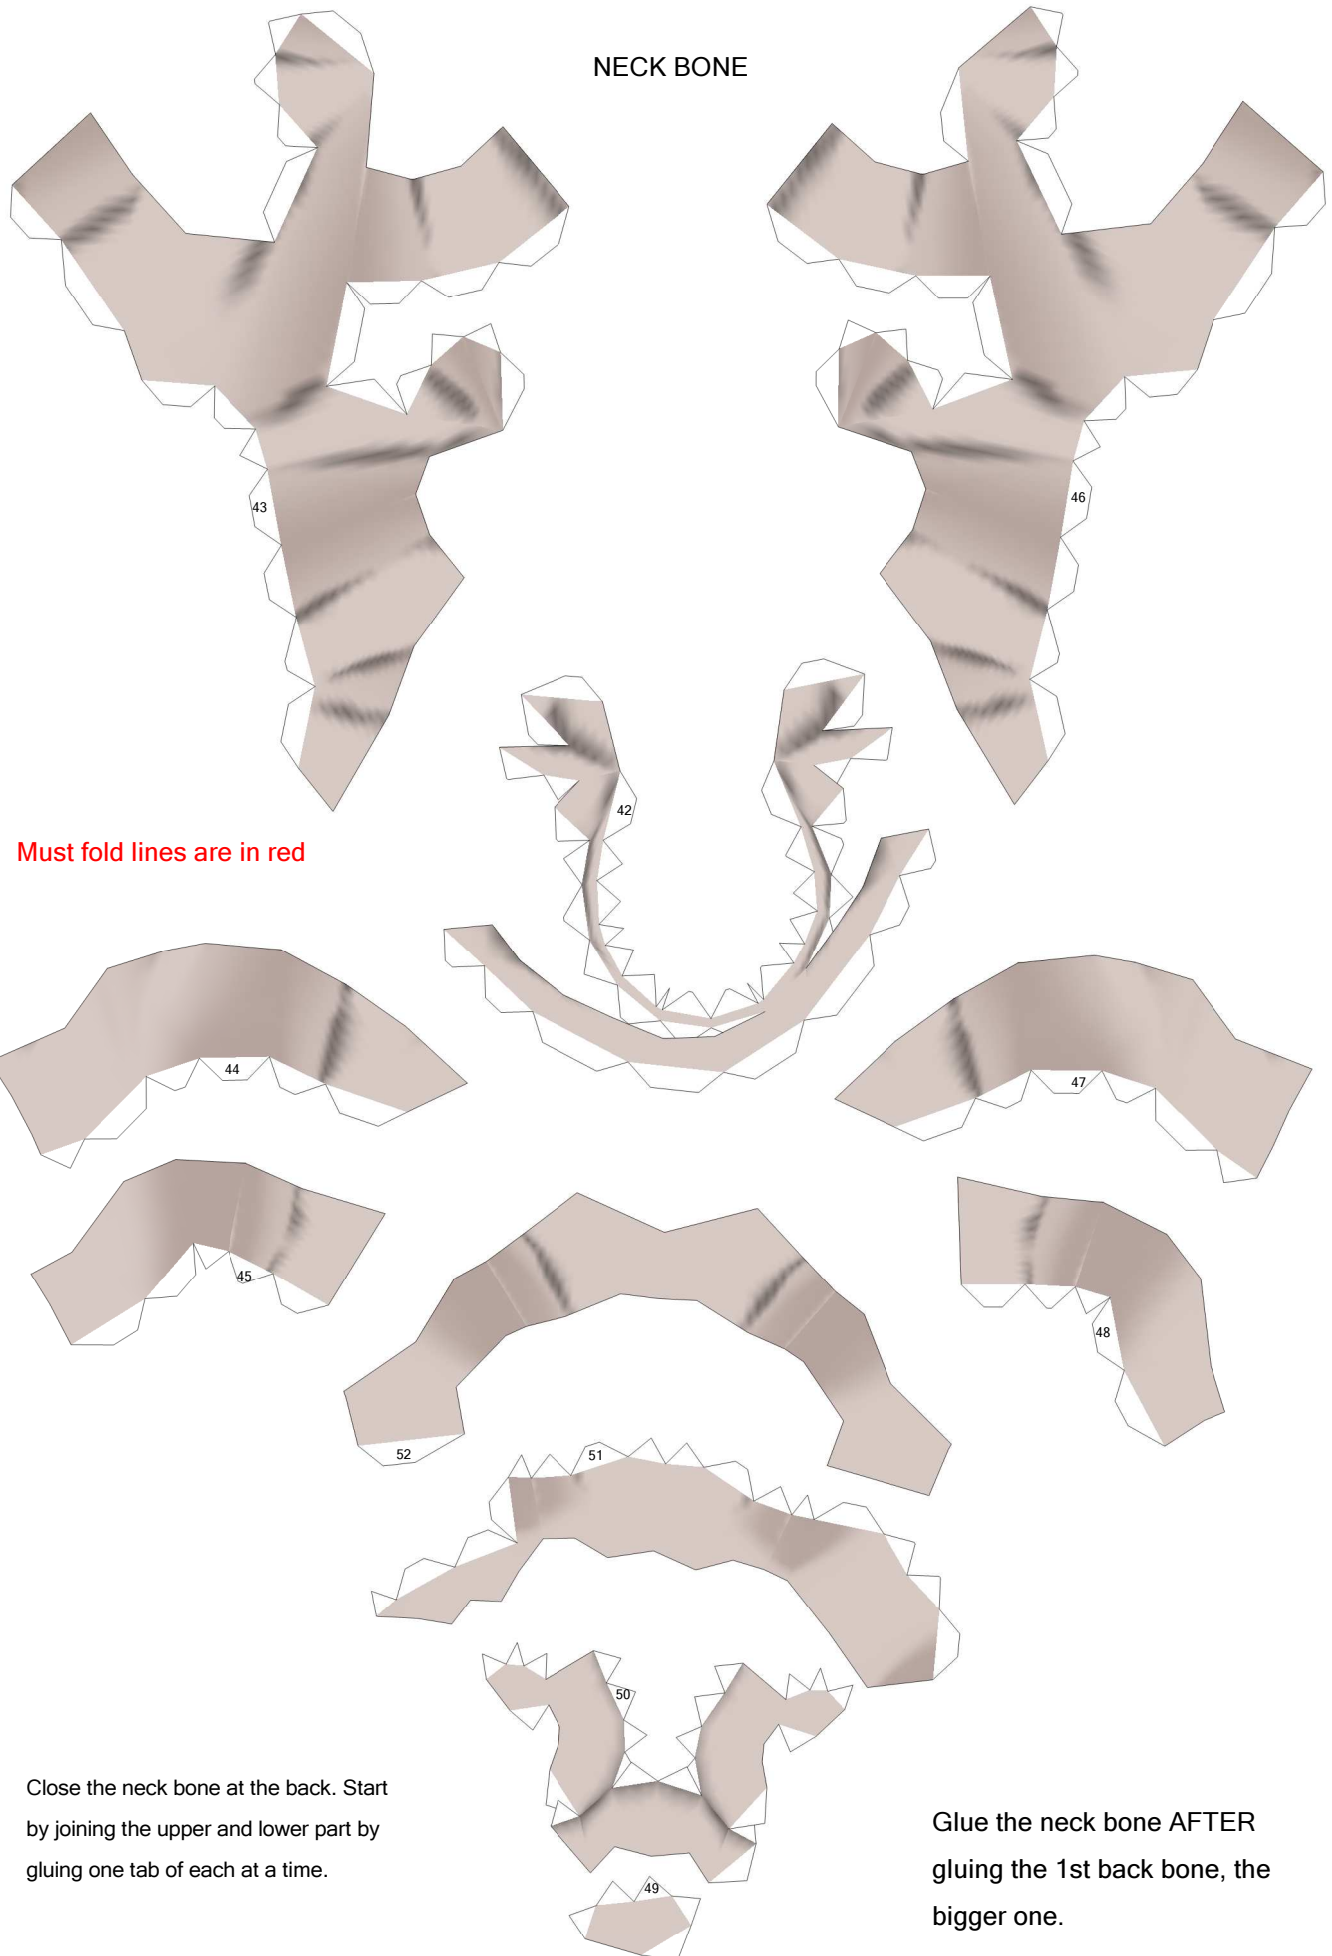 NECK BONE
43
46
42
Must fold lines are in red
44
47
45
48
52
51
50
Close the neck bone at the back. Start
by joining the upper and lower part by
gluing one tab of each at a time.
Glue the neck bone AFTER
gluing the 1st back bone, the
bigger one.
49